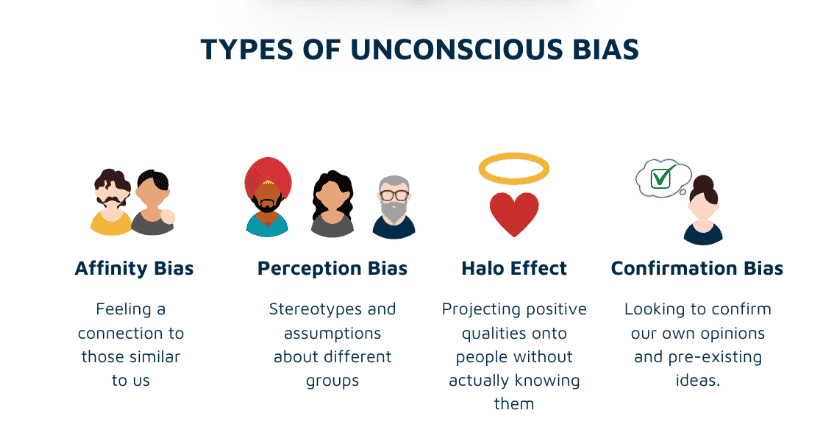 TYPES OF UNCONSCIOUS BIAS
Affinity Bias
Feeling a
connection to
those similar
to us
Perception Bias
Stereotypes and
assumptions
about different
groups
Halo Effect
Projecting positive
qualities onto
people without
actually knowing
them
Confirmation Bias
Looking to confirm
our own opinions
and pre-existing
ideas.